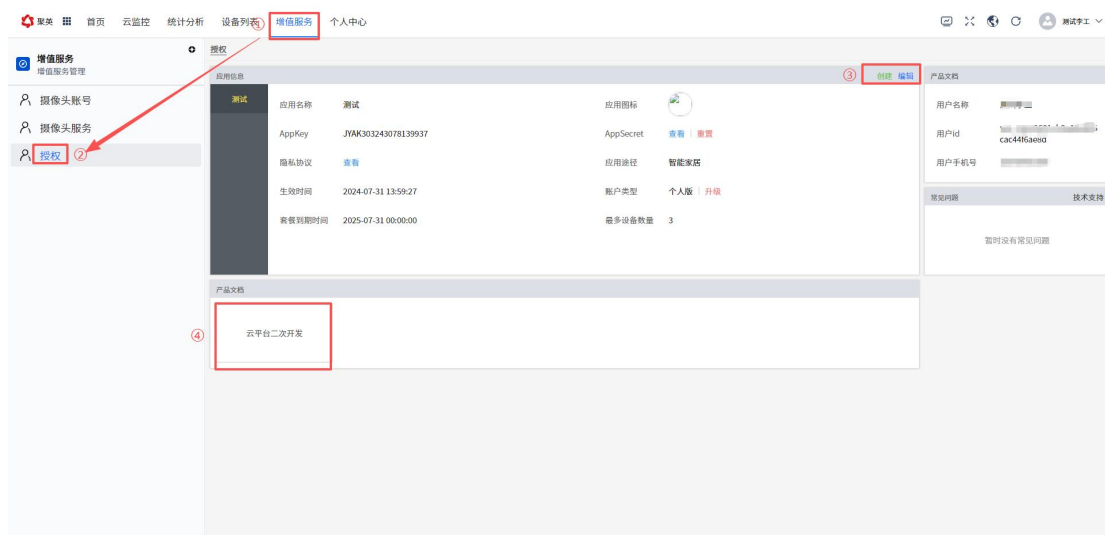 聚英 首页 云监控 统计分析 设备列表 ① 增值服务 个人中心 测试李工
增值服务
增值服务管理
摄像头账号
摄像头服务
授权 ②
授权
应用信息 ③ 创建 编辑
测试
应用名称 测试 应用图标
AppKey JYAK303243078139937 AppSecret 查看 重置
隐私协议 查看 应用途径 智能家居
生效时间 2024-07-31 13:59:27 账户类型 个人版 升级
套餐到期时间 2025-07-31 00:00:00 最多设备数量 3
产品文档
④ 云平台二次开发
产品文档
用户名称
用户id
cac44f6ae8d
用户手机号
常见问题 技术支持
暂时没有常见问题